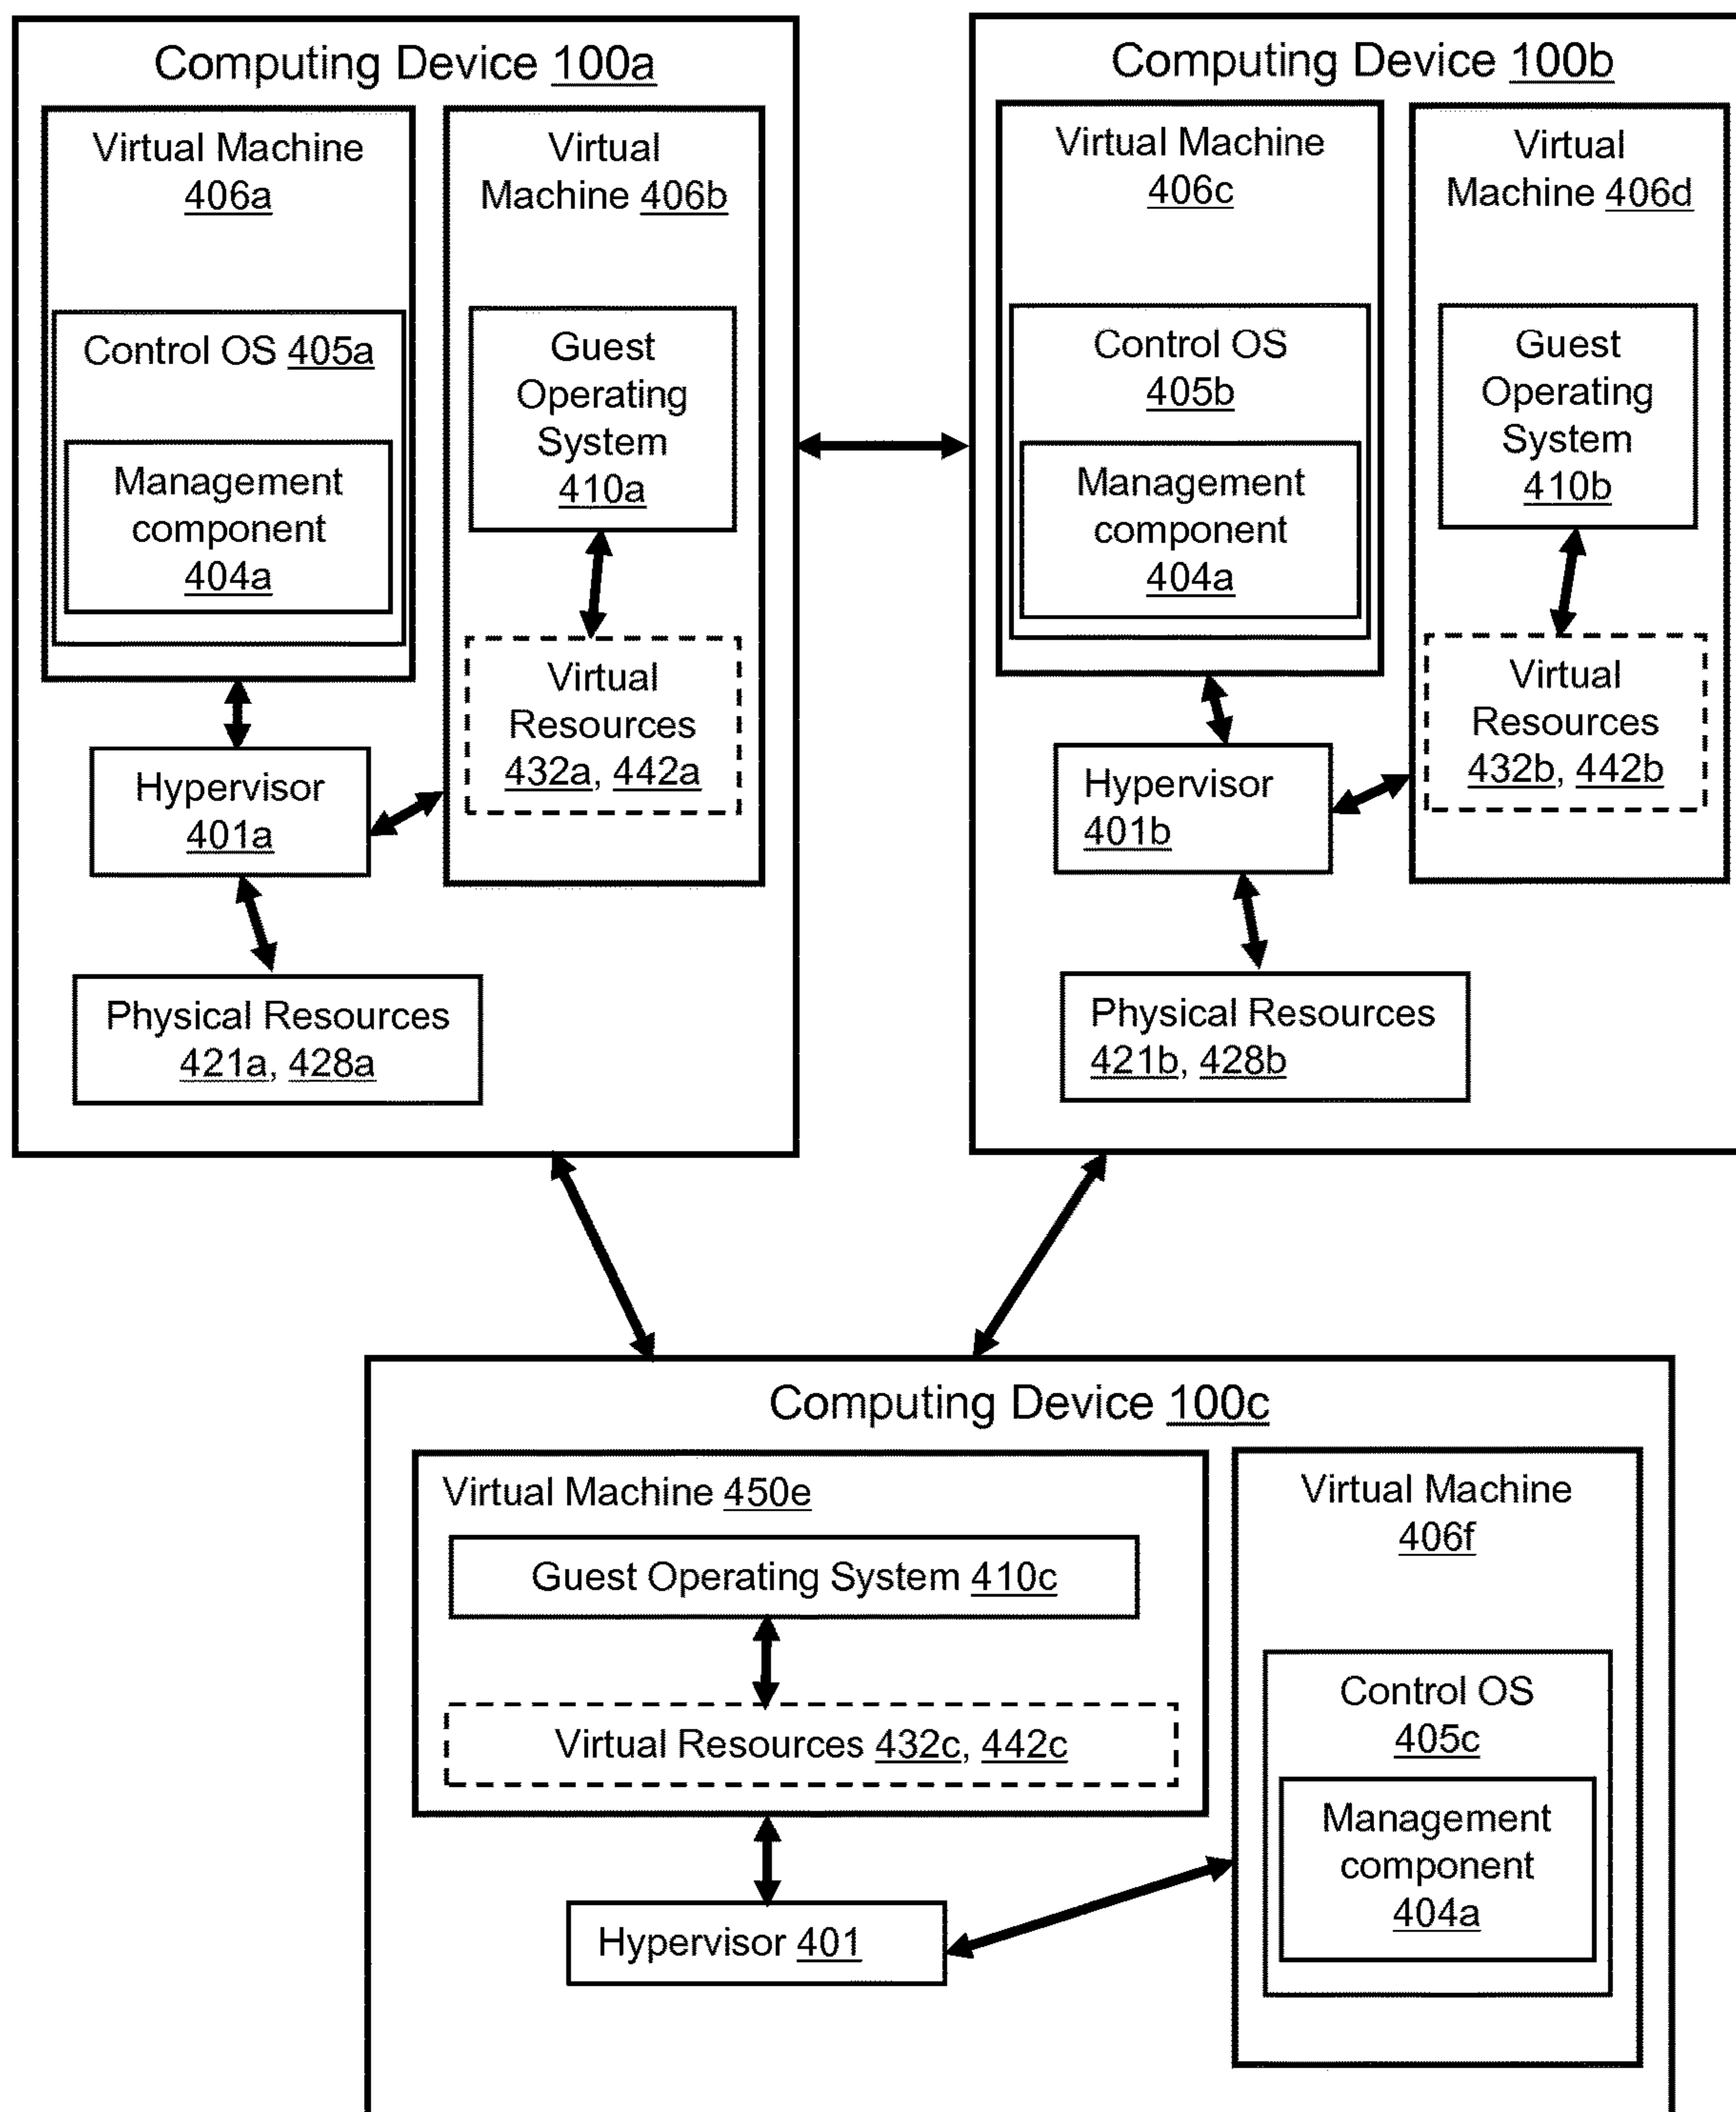 Computing Device 100a
Virtual Machine
406a
Control OS 405a
Management
component
404a
Virtual
Machine 406b
Guest
Operating
System
410a
Virtual
Resources
432a, 442a
Hypervisor
401a
Physical Resources
421a, 428a
Computing Device 100b
Virtual Machine
406c
Control OS
405b
Management
component
404a
Virtual
Machine 406d
Guest
Operating
System
410b
Virtual
Resources
432b, 442b
Hypervisor
401b
Physical Resources
421b, 428b
Computing Device 100c
Virtual Machine 450e
Guest Operating System 410c
Virtual Resources 432c, 442c
Hypervisor 401
Virtual Machine
406f
Control OS
405c
Management
component
404a